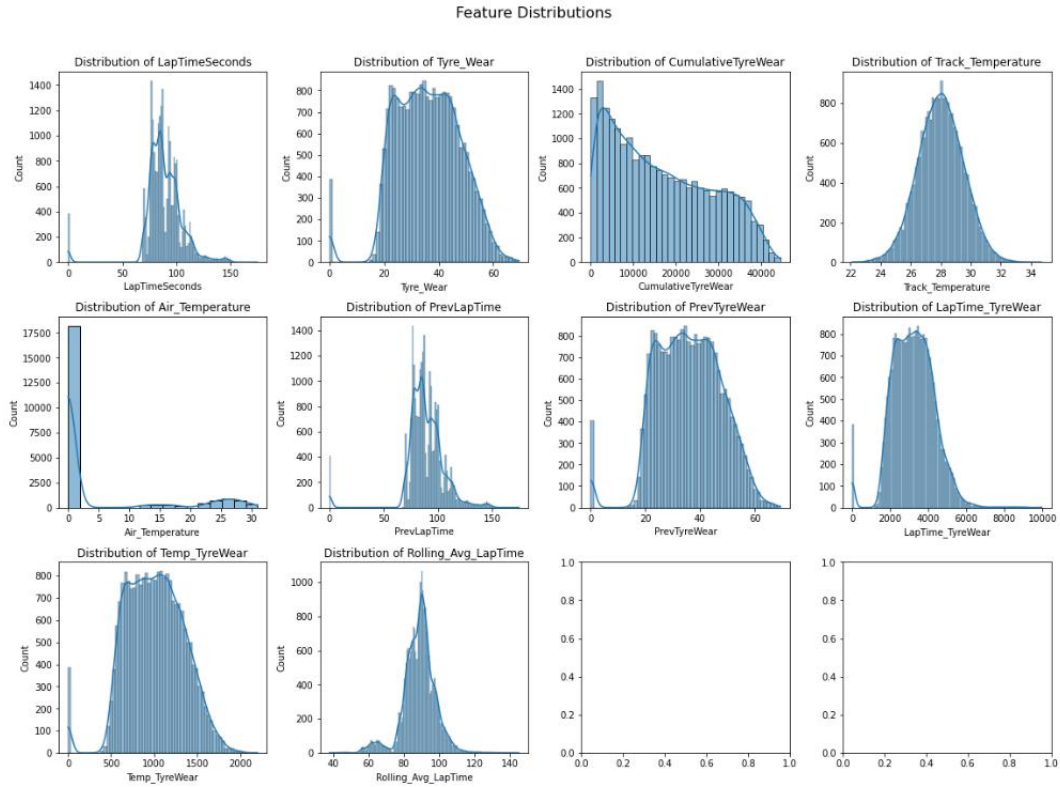 Feature Distributions
Distribution of LapTimeSeconds
Count
1400
1200
1000
800
600
400
200
0
0 50 100 150
LapTimeSeconds
Distribution of Tyre_Wear
Count
800
700
600
500
400
300
200
100
0
0 20 40 60
Tyre_Wear
Distribution of CumulativeTyreWear
Count
1400
1200
1000
800
600
400
200
0
0 10000 20000 30000 40000
CumulativeTyreWear
Distribution of Track_Temperature
Count
800
600
400
200
0
22 24 26 28 30 32 34
Track_Temperature
Distribution of Air_Temperature
Count
17500
15000
12500
10000
7500
5000
2500
0
0 5 10 15 20 25 30
Air_Temperature
Distribution of PrevLapTime
Count
1400
1200
1000
800
600
400
200
0
0 50 100 150
PrevLapTime
Distribution of PrevTyreWear
Count
800
700
600
500
400
300
200
100
0
0 20 40 60
PrevTyreWear
Distribution of LapTime_TyreWear
Count
800
700
600
500
400
300
200
100
0
0 2000 4000 6000 8000 10000
LapTime_TyreWear
Distribution of Temp_TyreWear
Count
800
700
600
500
400
300
200
100
0
0 500 1000 1500 2000
Temp_TyreWear
Distribution of Rolling_Avg_LapTime
Count
1000
800
600
400
200
0
40 60 80 100 120 140
Rolling_Avg_LapTime
1.0
0.8
0.6
0.4
0.2
0.0
0.0 0.2 0.4 0.6 0.8 1.0
1.0
0.8
0.6
0.4
0.2
0.0
0.0 0.2 0.4 0.6 0.8 1.0